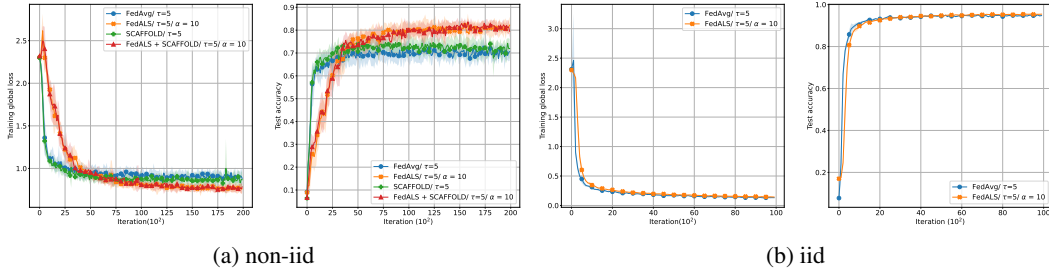 Training global loss
2.5
2.0
1.5
1.0
FedAvg/ τ=5
FedALS/ τ=5/ α = 10
SCAFFOLD/ τ=5
FedALS + SCAFFOLD/ τ=5/ α = 10
0 25 50 75 100 125 150 175 200
Iteration(10²)
Test accuracy
0.9
0.8
0.7
0.6
0.5
0.4
0.3
0.2
0.1
FedAvg/ τ=5
FedALS/ τ=5/ α = 10
SCAFFOLD/ τ=5
FedALS + SCAFFOLD/ τ=5/ α = 10
0 25 50 75 100 125 150 175 200
Iteration(10²)
(a) non-iid
Training global loss
3.5
3.0
2.5
2.0
1.5
1.0
0.5
0.0
FedAvg/ τ=5
FedALS/ τ=5/ α = 10
0 20 40 60 80 100
Iteration(10²)
Test accuracy
1.0
0.8
0.6
0.4
0.2
FedAvg/ τ=5
FedALS/ τ=5/ α = 10
0 20 40 60 80 100
Iteration(10²)
(b) iid